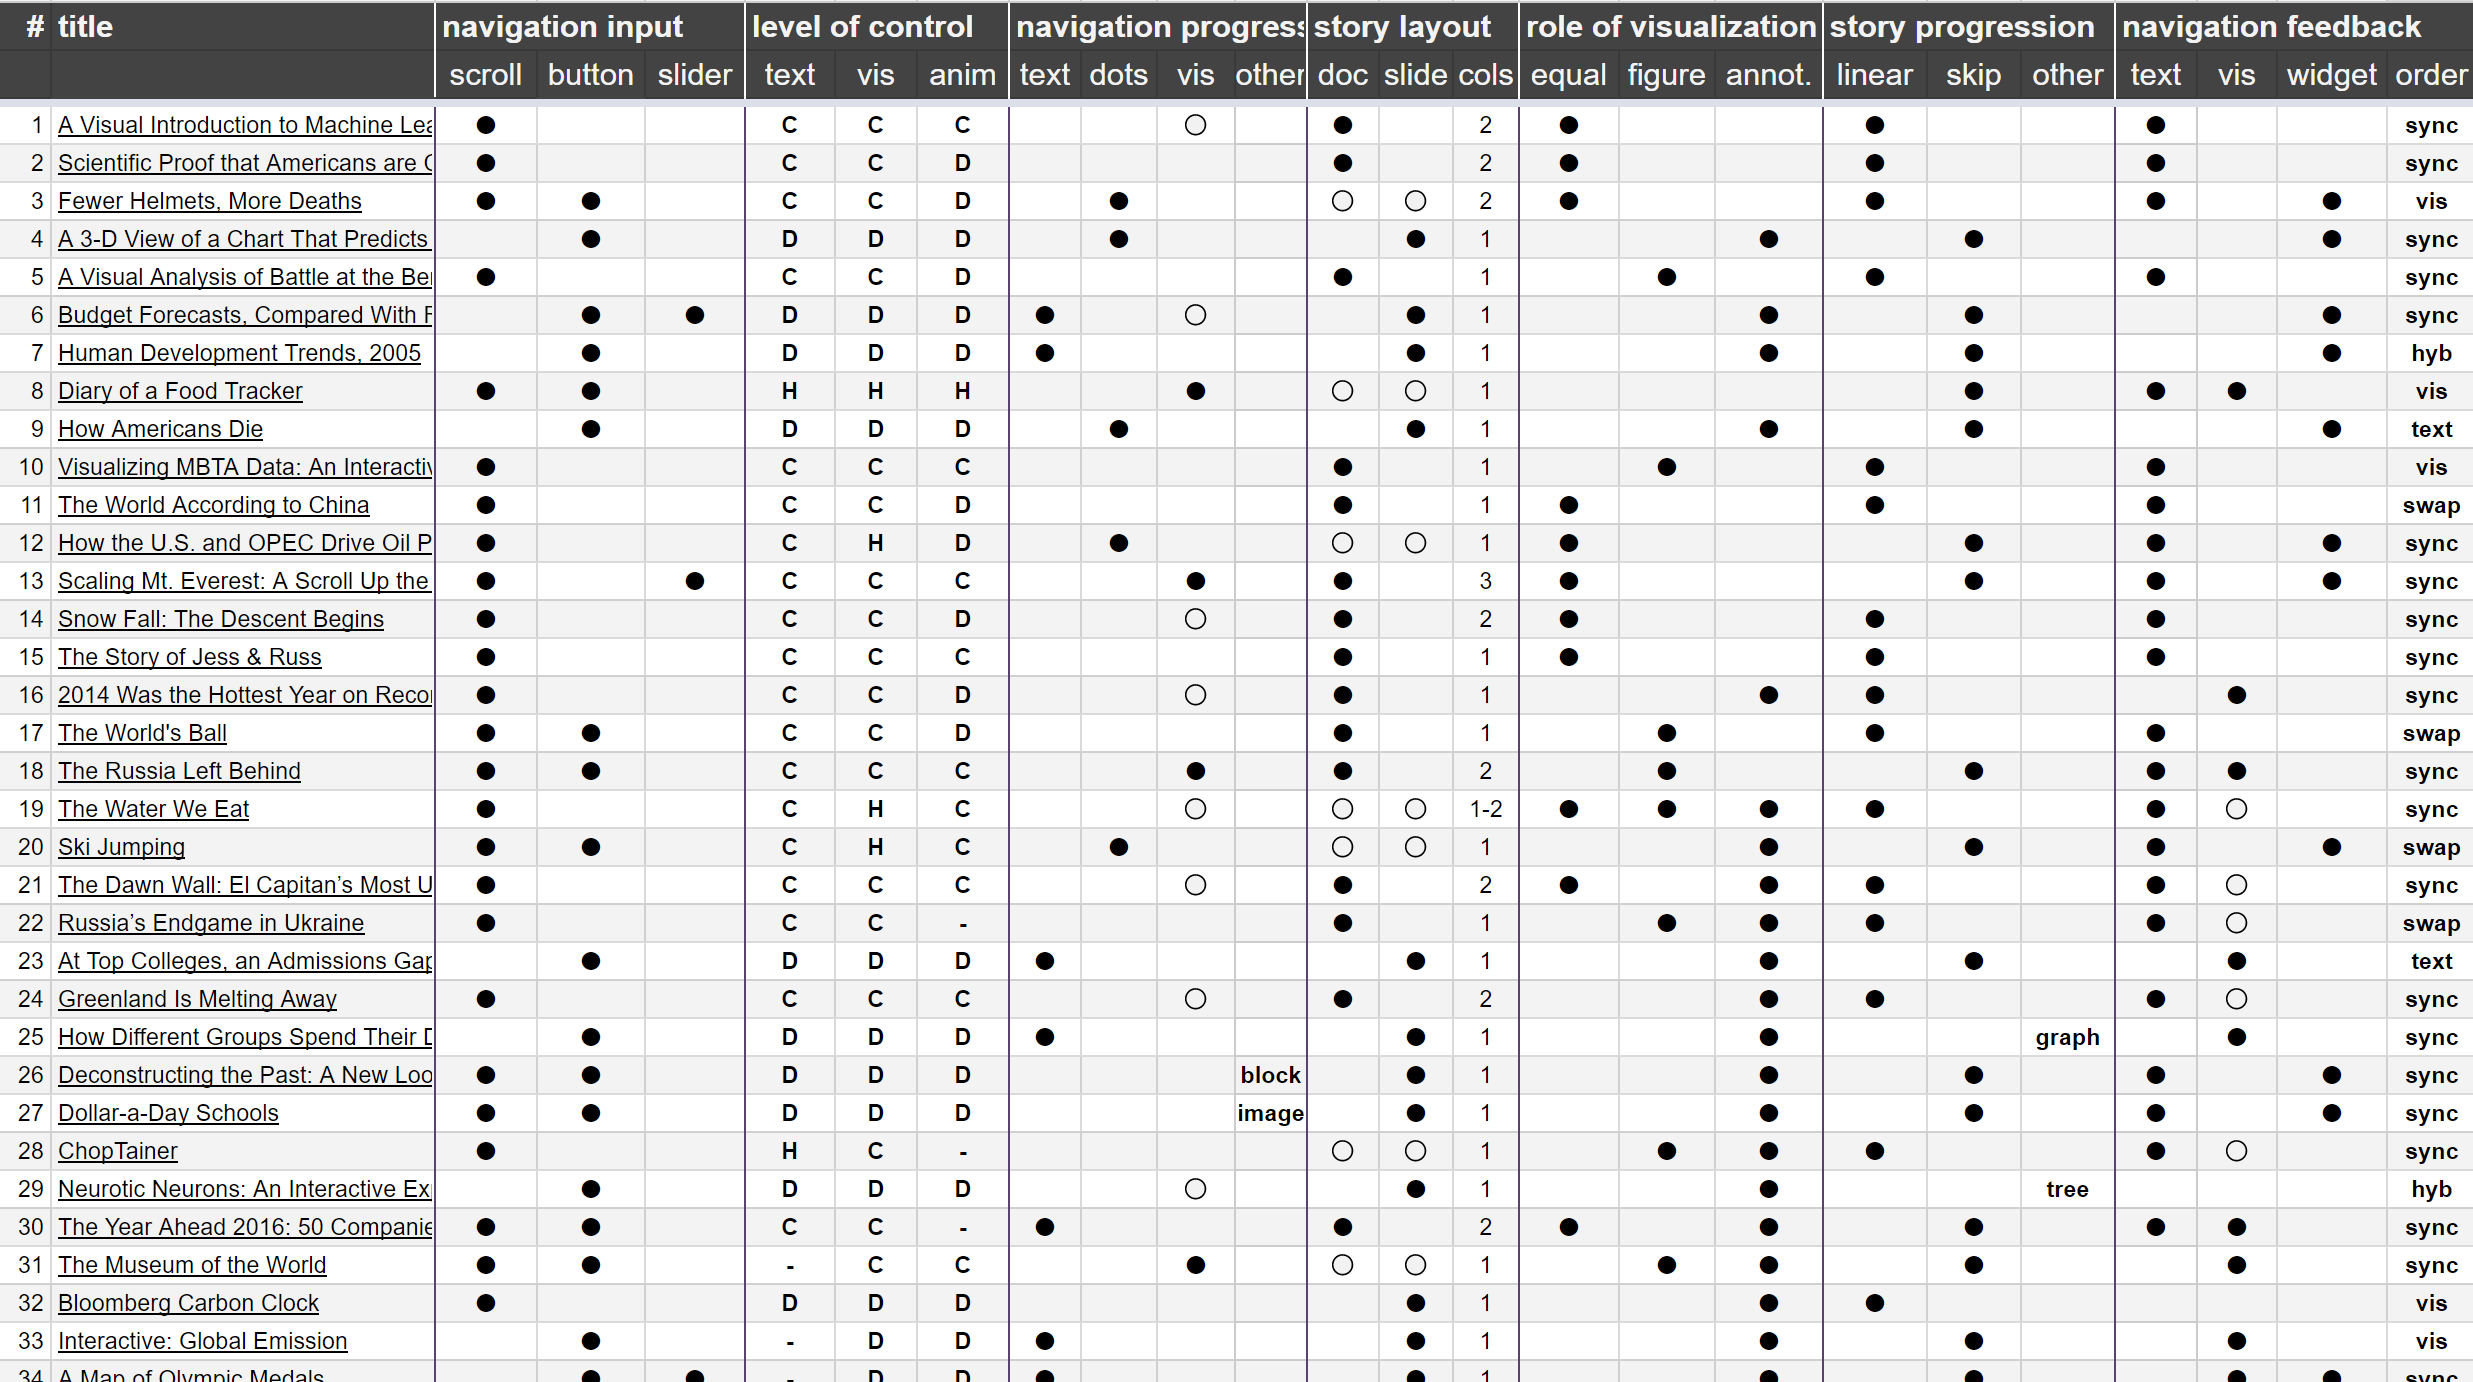 # title navigation input level of control navigation progress story layout role of visualization story progression navigation feedback
scroll button slider text vis anim text dots vis other doc slide cols equal figure annot. linear skip other text vis widget order
1 A Visual Introduction to Machine Lea C C C 2 sync
2 Scientific Proof that Americans are C C D 2 sync
3 Fewer Helmets, More Deaths C C D 2 vis
4 A 3-D View of a Chart That Predicts D D D 1 sync
5 A Visual Analysis of Battle at the Ber C C D 1 sync
6 Budget Forecasts, Compared With D D D 1 sync
7 Human Development Trends, 2005 D D D 1 hyb
8 Diary of a Food Tracker H H H 1 vis
9 How Americans Die D D D 1 text
10 Visualizing MBTA Data: An Interactiv C C C 1 vis
11 The World According to China C C D 1 swap
12 How the U.S. and OPEC Drive Oil P C H D 1 sync
13 Scaling Mt. Everest: A Scroll Up the C C C 3 sync
14 Snow Fall: The Descent Begins C C D 2 sync
15 The Story of Jess & Russ C C C 1 sync
16 2014 Was the Hottest Year on Recor C C D 1 sync
17 The World's Ball C C D 1 swap
18 The Russia Left Behind C C C 2 sync
19 The Water We Eat C H C 1-2 sync
20 Ski Jumping C H C 1 swap
21 The Dawn Wall: El Capitan’s Most U C C C 2 sync
22 Russia’s Endgame in Ukraine C C - 1 swap
23 At Top Colleges, an Admissions Gap D D D 1 text
24 Greenland Is Melting Away C C C 2 sync
25 How Different Groups Spend Their D D D D 1 graph sync
26 Deconstructing the Past: A New Loo D D D block 1 sync
27 Dollar-a-Day Schools D D D image 1 sync
28 ChopTainer H C - 1 sync
29 Neurotic Neurons: An Interactive Ex D D D 1 tree hyb
30 The Year Ahead 2016: 50 Companie C C - 2 sync
31 The Museum of the World - C C 1 sync
32 Bloomberg Carbon Clock D D D 1 vis
33 Interactive: Global Emission - D D 1 vis
34 A Map of Olympic Medals - D D 1 sync